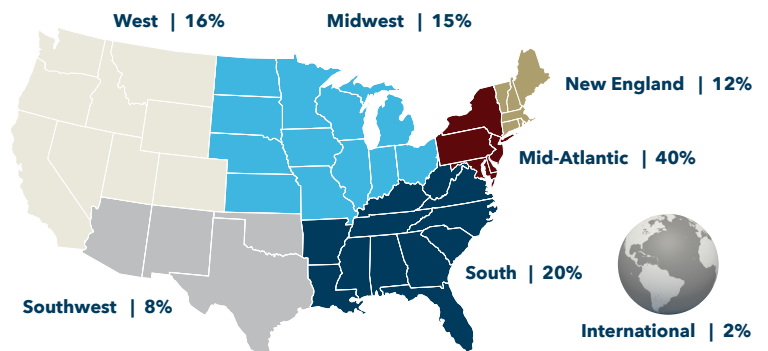 West | 16%
Midwest | 15%
New England | 12%
Mid-Atlantic | 40%
South | 20%
Southwest | 8%
International | 2%